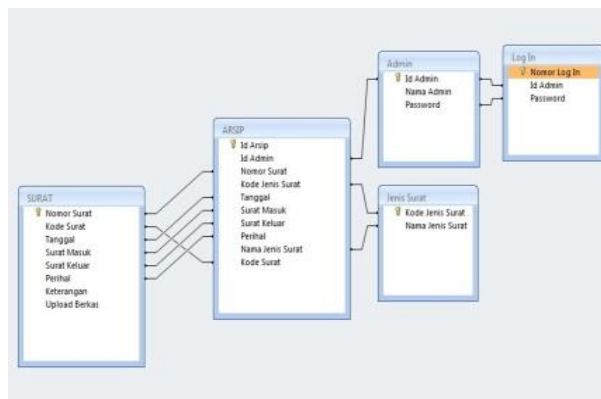 SURAT
Nomor Surat
Kode Surat
Tanggal
Surat Masuk
Surat Keluar
Perihal
Keterangan
Upload Berkas
ARSIP
Id Arsip
Id Admin
Nomor Surat
Kode Jenis Surat
Tanggal
Surat Masuk
Surat Keluar
Perihal
Nama Jenis Surat
Kode Surat
Admin
Id Admin
Nama Admin
Password
Log In
Nomor Log In
Id Admin
Password
Jenis Surat
Kode Jenis Surat
Nama Jenis Surat